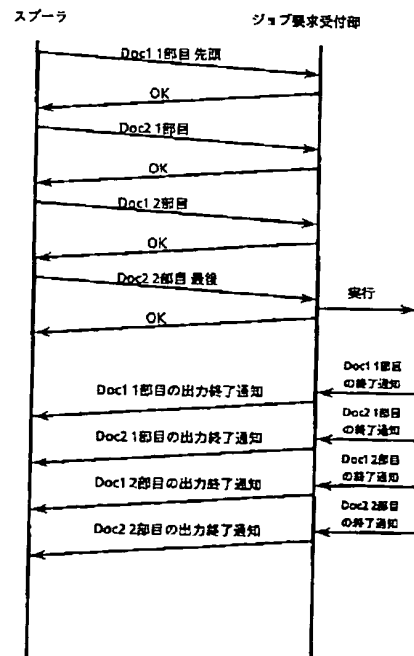 スプーラ
ジョブ要求受付部
Doc1 1部目 先頭
OK
Doc2 1部目
OK
Doc1 2部目
OK
Doc2 2部目 最後
実行
OK
Doc1 1部目
の終了通知
Doc1 1部目の出力終了通知
Doc2 1部目
の終了通知
Doc2 1部目の出力終了通知
Doc1 2部目
の終了通知
Doc1 2部目の出力終了通知
Doc2 2部目
の終了通知
Doc2 2部目の出力終了通知